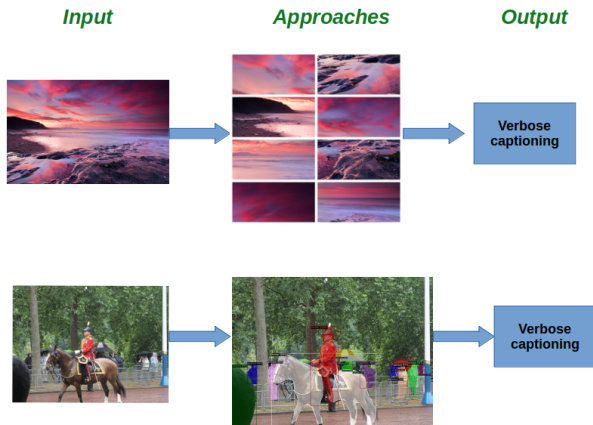 Input
Approaches
Output
Verbose
captioning
Verbose
captioning